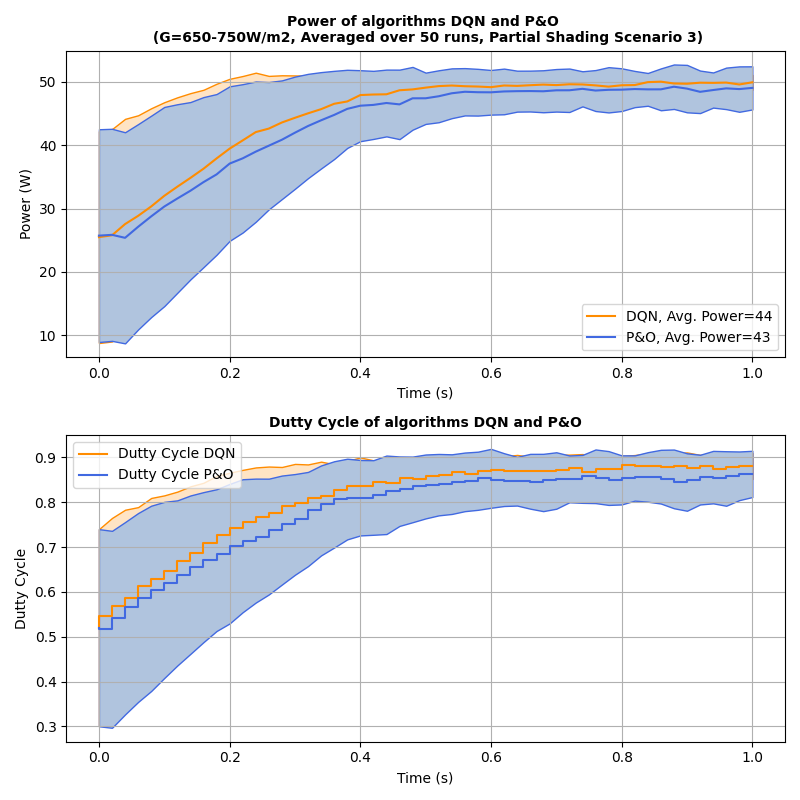 Power of algorithms DQN and P&O
(G=650-750W/m2, Averaged over 50 runs, Partial Shading Scenario 3)
50
40
30
20
10
Power (W)
DQN, Avg. Power=44
P&O, Avg. Power=43
0.0 0.2 0.4 0.6 0.8 1.0
Time (s)
Dutty Cycle of algorithms DQN and P&O
Dutty Cycle DQN
Dutty Cycle P&O
0.9
0.8
0.7
0.6
0.5
0.4
0.3
Dutty Cycle
0.0 0.2 0.4 0.6 0.8 1.0
Time (s)